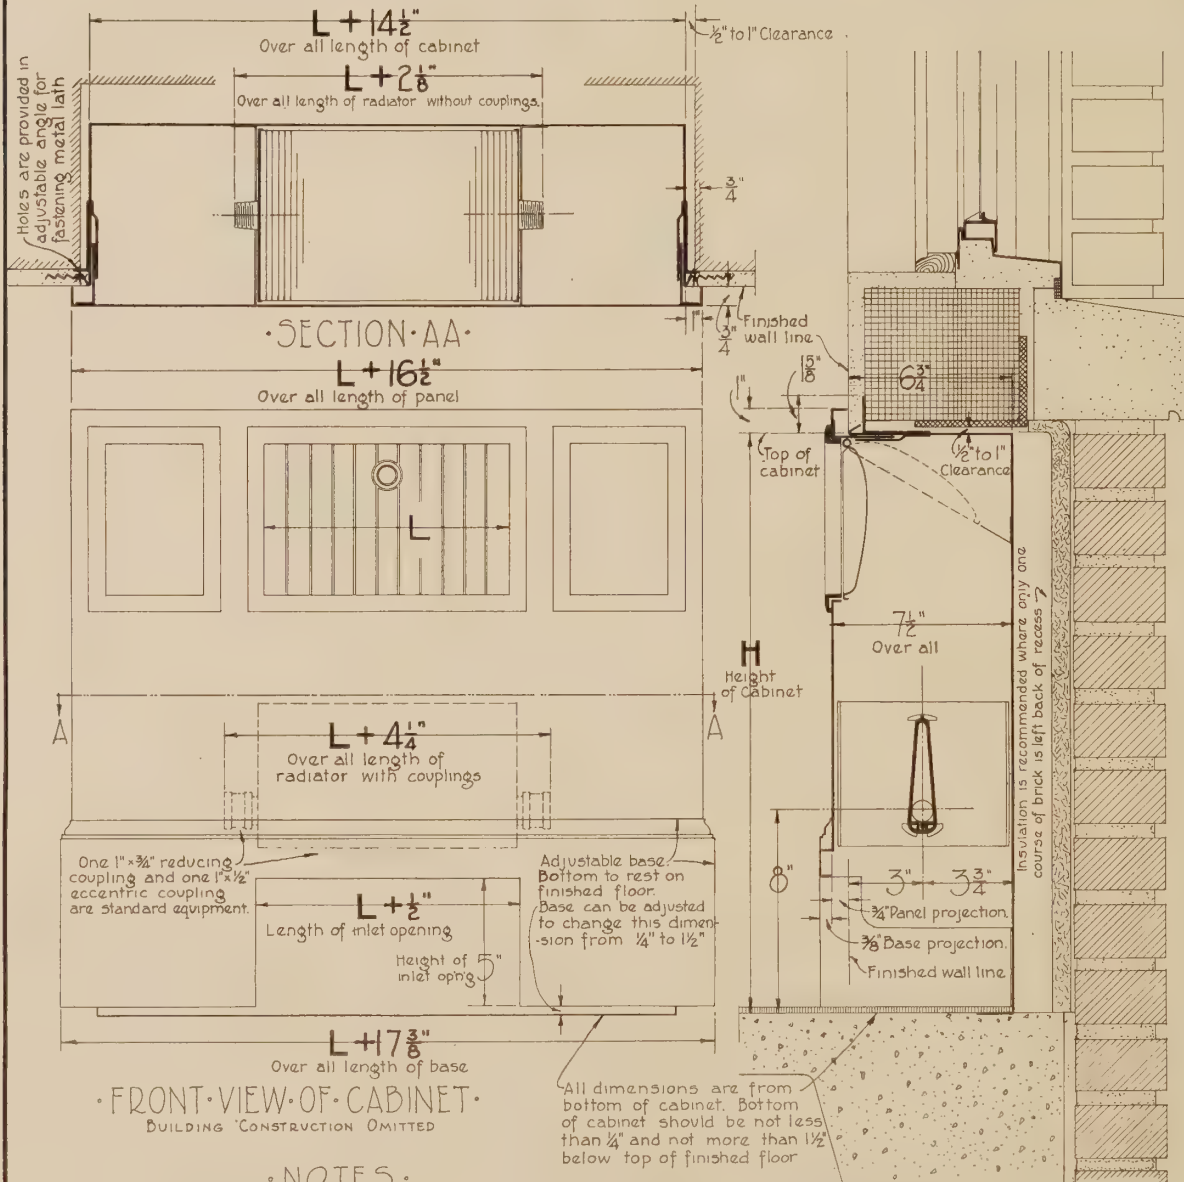 L + 14½"
Over all length of cabinet
½" to 1" Clearance
L + 2⅛"
Over all length of radiator without couplings.
Holes are provided in
adjustable angle for
fastening metal lath
¾"
1"
¾"
·SECTION·AA·
Finished
wall line
L + 16½"
Over all length of panel
L
1"
1⅝"
6¾"
Top of
cabinet
½" to 1"
Clearance
7½"
Over all
H
Height
of Cabinet
Insulation is recommended where only one
course of brick is left back of recess
A
A
L + 4¼"
Over all length of
radiator with couplings
One 1" x ¾" reducing
coupling and one 1" x ½"
eccentric coupling
are standard equipment.
L + ½"
Length of inlet opening
Height of
inlet op'n'g
5"
Adjustable base.
Bottom to rest on
finished floor.
Base can be adjusted
to change this dimen-
-sion from ¼" to 1½"
8"
3"
3¾"
¾" Panel projection.
⅜" Base projection.
Finished wall line
L + 17⅜"
Over all length of base
·FRONT·VIEW·OF·CABINET·
BUILDING CONSTRUCTION OMITTED
All dimensions are from
bottom of cabinet. Bottom
of cabinet should be not less
than ¼" and not more than 1½"
below top of finished floor
·NOTES·